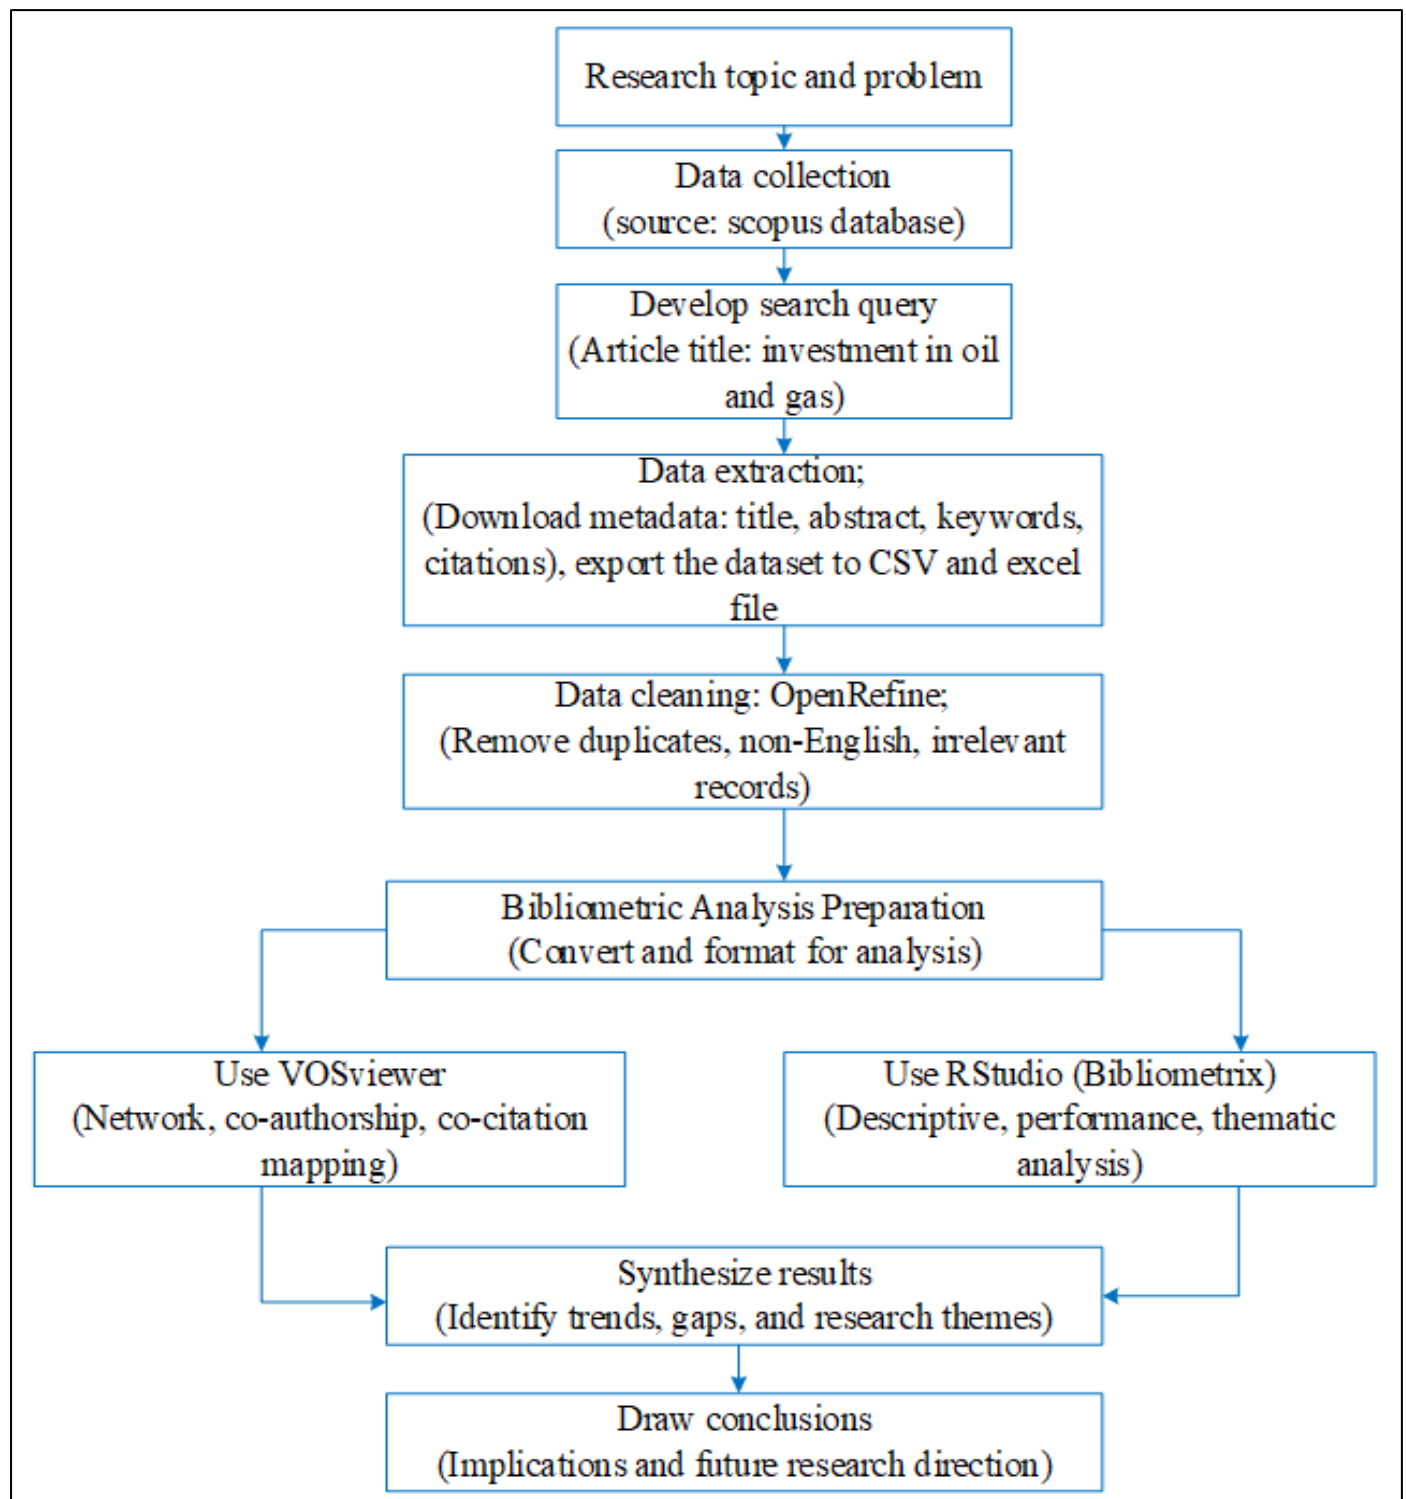 Research topic and problem
Data collection
(source: scopus database)
Develop search query
(Article title: investment in oil
and gas)
Data extraction;
(Download metadata: title, abstract, keywords,
citations), export the dataset to CSV and excel
file
Data cleaning: OpenRefine;
(Remove duplicates, non-English, irrelevant
records)
Bibliometric Analysis Preparation
(Convert and format for analysis)
Use VOSviewer
(Network, co-authorship, co-citation
mapping)
Use RStudio (Bibliometrix)
(Descriptive, performance, thematic
analysis)
Synthesize results
(Identify trends, gaps, and research themes)
Draw conclusions
(Implications and future research direction)